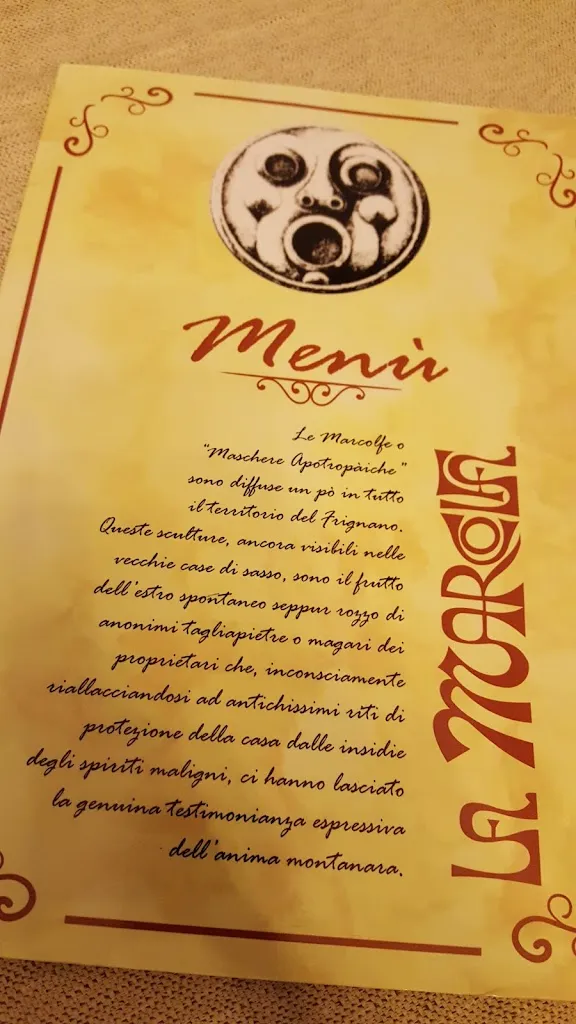 Menù
Le Marcolfe o
"Maschere Apotropàiche"
sono diffuse un pò in tutto
il territorio del Frignano.
Queste sculture, ancora visibili nelle
vecchie case di sasso, sono il frutto
dell'estro spontaneo seppur rozzo di
anonimi tagliapietre o magari dei
proprietari che, inconsciamente
riallacciandosi ad antichissimi riti di
protezione della casa dalle insidie
degli spiriti maligni, ci hanno lasciato
la genuina testimonianza espressiva
dell'anima montanara.
LA MARCOLFA